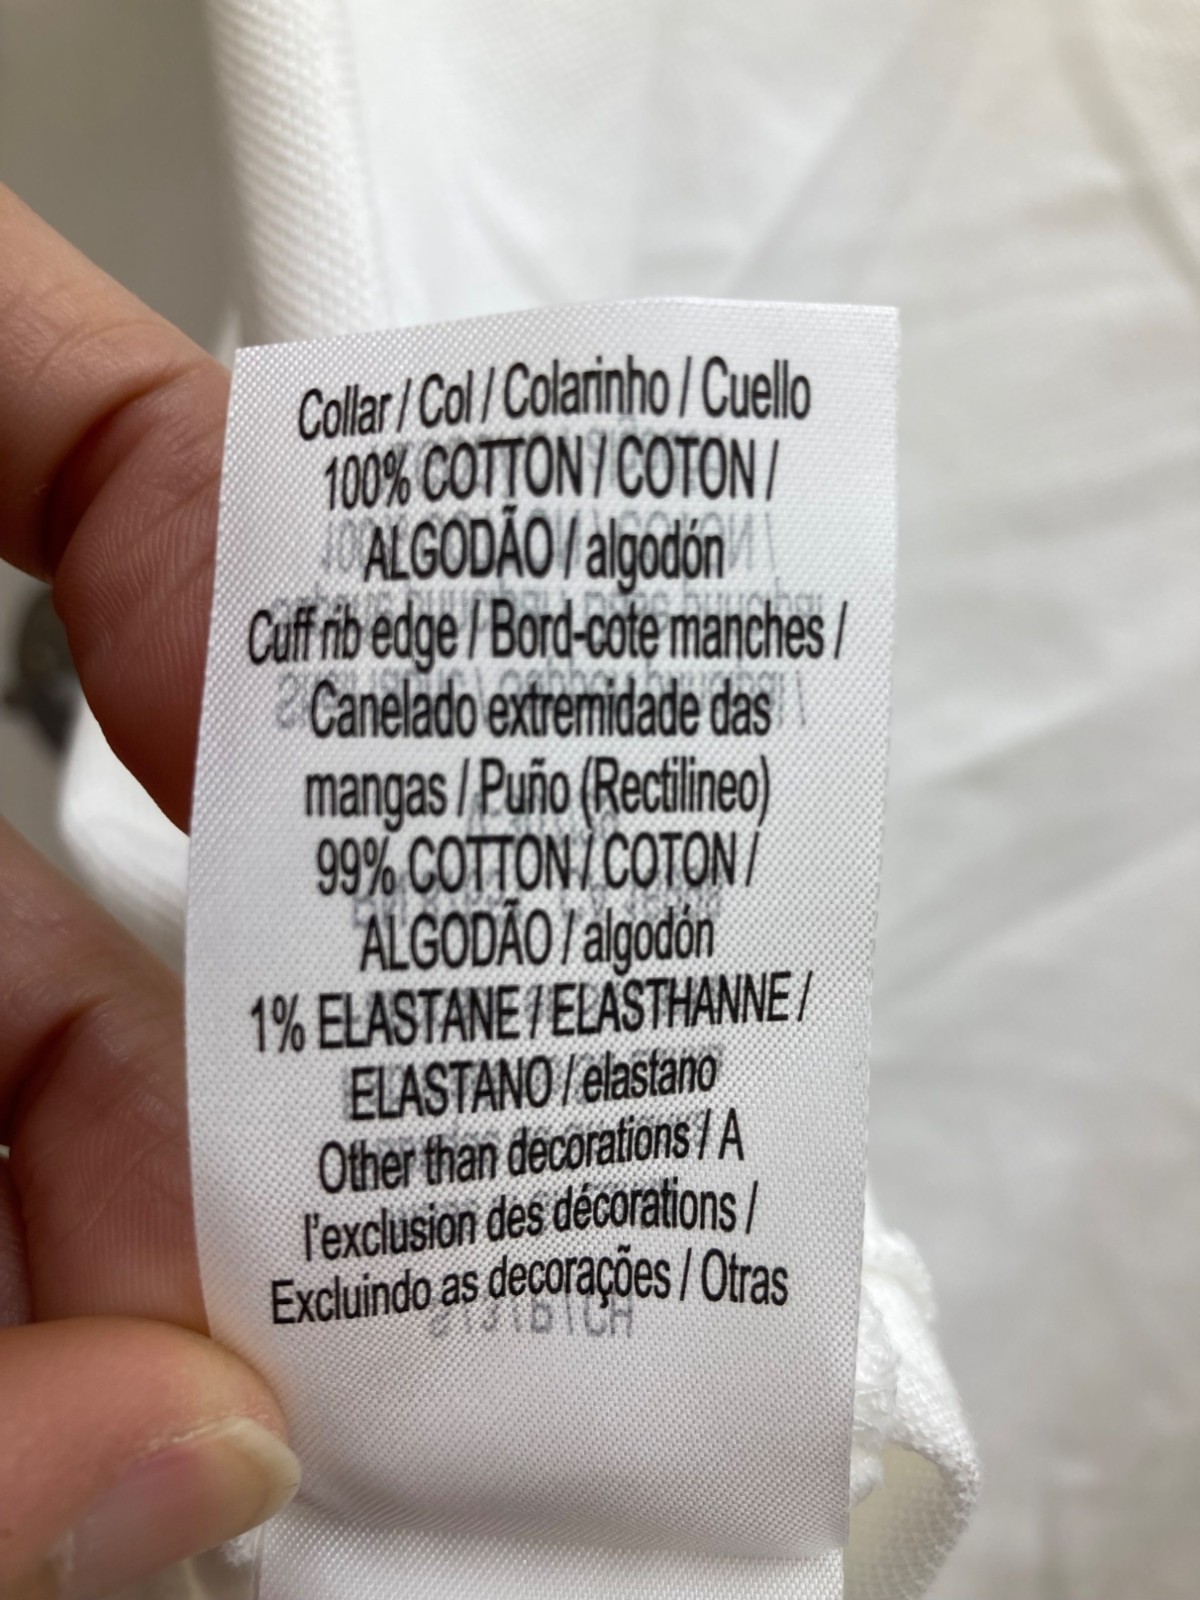 Collar / Col / Colarinho / Cuello
100% COTTON / COTON /
ALGODÃO / algodón
Cuff rib edge / Bord-cote manches /
Canelado extremidade das
mangas / Puño (Rectilineo)
99% COTTON / COTON /
ALGODÃO / algodón
1% ELASTANE / ELASTHANNE /
ELASTANO / elastano
Other than decorations / A
l'exclusion des décorations /
Excluindo as decorações / Otras